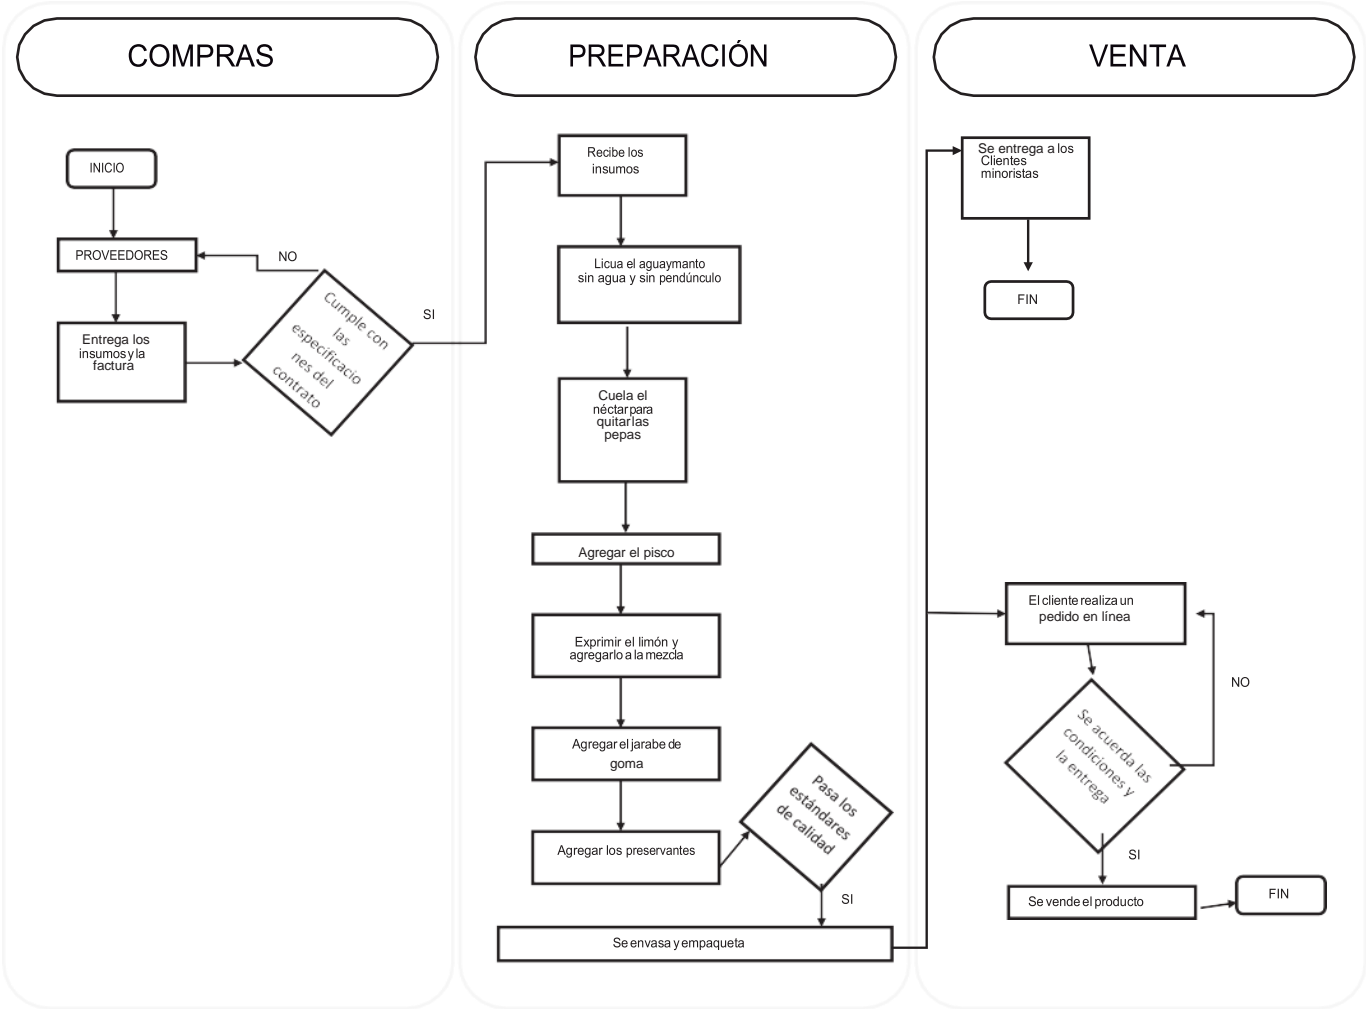 COMPRAS
PREPARACIÓN
VENTA
INICIO
PROVEEDORES
NO
Entrega los
insumos y la
factura
Cumple con
las
especificacio
nes del
contrato
SI
Recibe los
insumos
Licua el aguaymanto
sin agua y sin pendúnculo
Cuela el
néctar para
quitar las
pepas
Agregar el pisco
Exprimir el limón y
agregarlo a la mezcla
Agregar el jarabe de
goma
Agregar los preservantes
Pasa los
estándares
de calidad
SI
Se envasa y empaqueta
Se entrega a los
Clientes
minoristas
FIN
El cliente realiza un
pedido en línea
NO
Se acuerda las
condiciones y
la entrega
SI
Se vende el producto
FIN